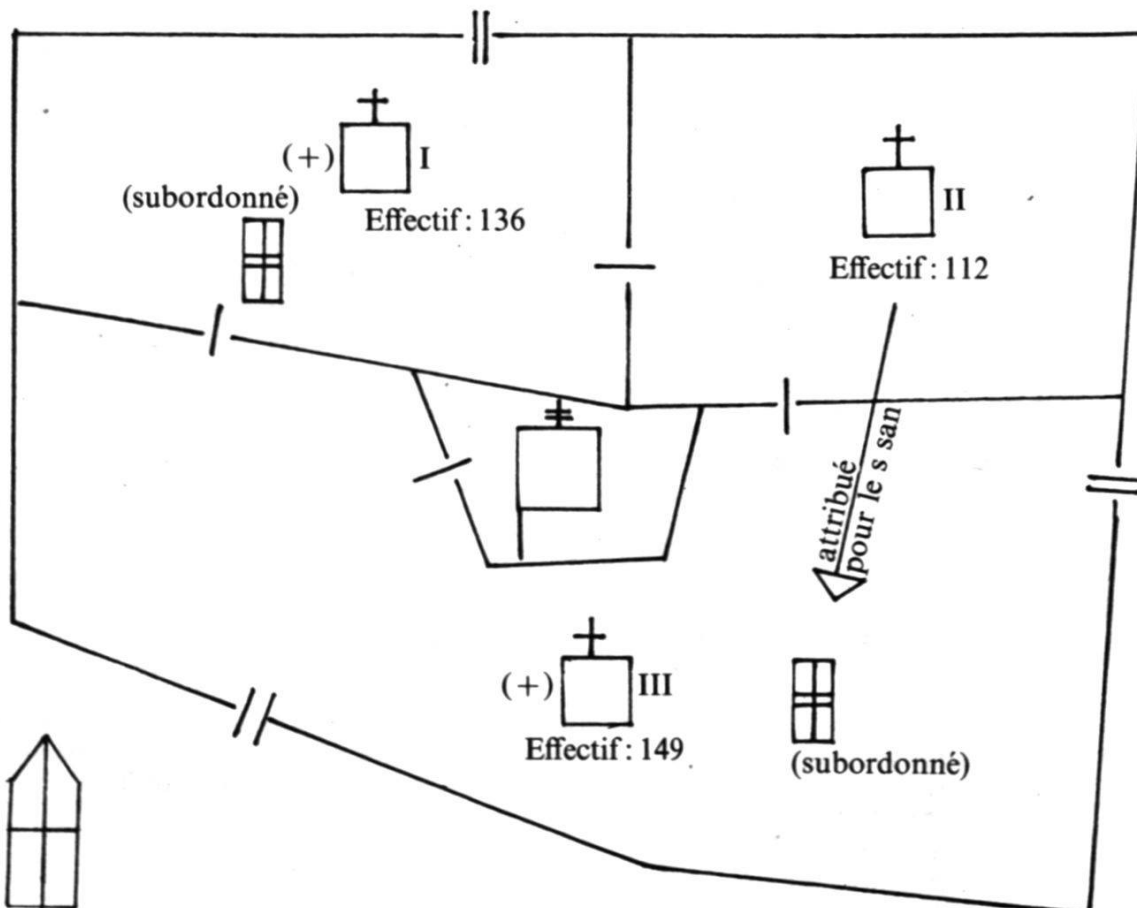 (+) I
(subordonné)
Effectif : 136
II
Effectif : 112
attribué
pour le s san
(+) III
Effectif : 149
(subordonné)